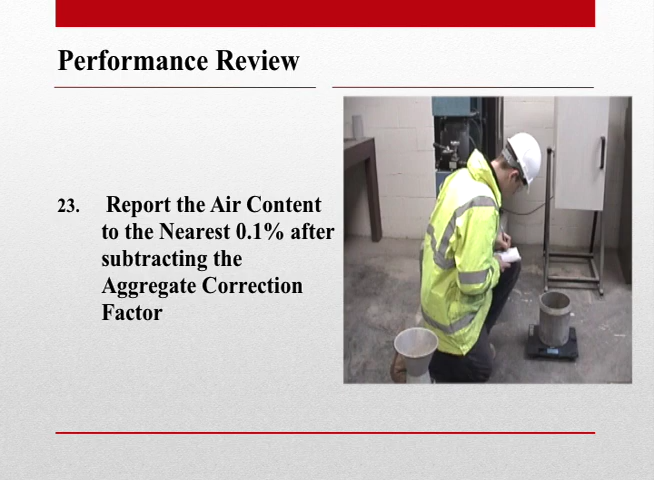 Performance Review
23. Report the Air Content
to the Nearest 0.1% after
subtracting the
Aggregate Correction
Factor